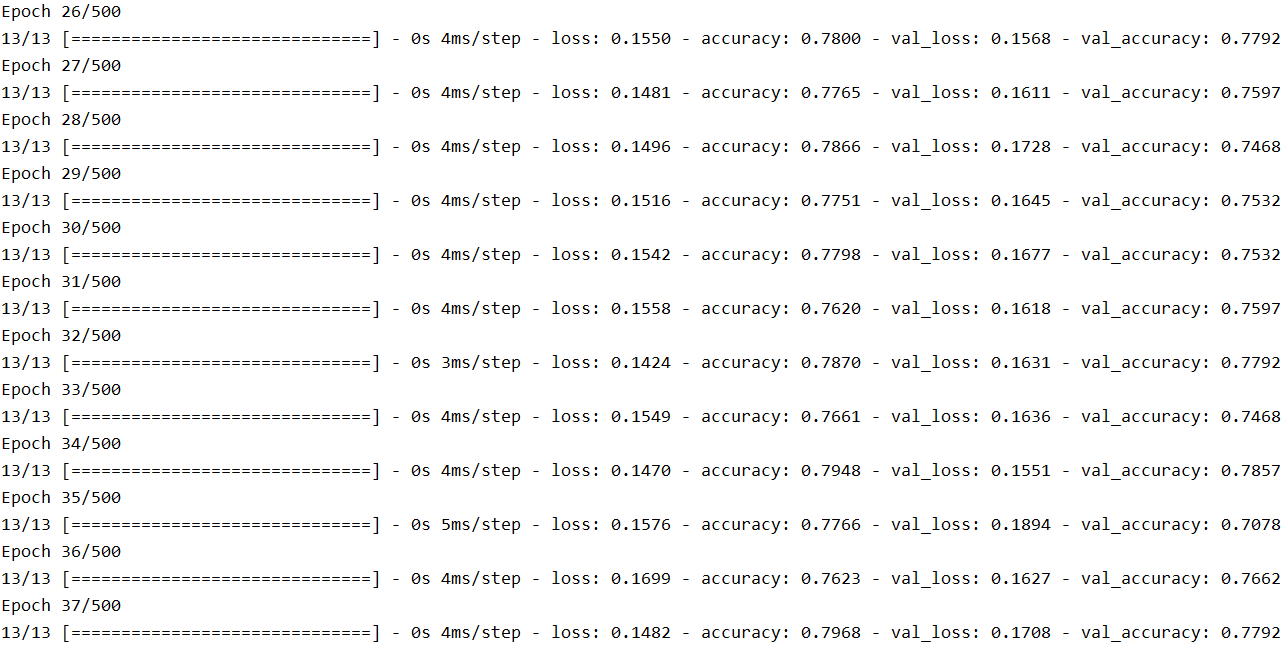 Epoch 26/500
13/13 [==============================] - 0s 4ms/step - loss: 0.1550 - accuracy: 0.7800 - val_loss: 0.1568 - val_accuracy: 0.7792
Epoch 27/500
13/13 [==============================] - 0s 4ms/step - loss: 0.1481 - accuracy: 0.7765 - val_loss: 0.1611 - val_accuracy: 0.7597
Epoch 28/500
13/13 [==============================] - 0s 4ms/step - loss: 0.1496 - accuracy: 0.7866 - val_loss: 0.1728 - val_accuracy: 0.7468
Epoch 29/500
13/13 [==============================] - 0s 4ms/step - loss: 0.1516 - accuracy: 0.7751 - val_loss: 0.1645 - val_accuracy: 0.7532
Epoch 30/500
13/13 [==============================] - 0s 4ms/step - loss: 0.1542 - accuracy: 0.7798 - val_loss: 0.1677 - val_accuracy: 0.7532
Epoch 31/500
13/13 [==============================] - 0s 4ms/step - loss: 0.1558 - accuracy: 0.7620 - val_loss: 0.1618 - val_accuracy: 0.7597
Epoch 32/500
13/13 [==============================] - 0s 3ms/step - loss: 0.1424 - accuracy: 0.7870 - val_loss: 0.1631 - val_accuracy: 0.7792
Epoch 33/500
13/13 [==============================] - 0s 4ms/step - loss: 0.1549 - accuracy: 0.7661 - val_loss: 0.1636 - val_accuracy: 0.7468
Epoch 34/500
13/13 [==============================] - 0s 4ms/step - loss: 0.1470 - accuracy: 0.7948 - val_loss: 0.1551 - val_accuracy: 0.7857
Epoch 35/500
13/13 [==============================] - 0s 5ms/step - loss: 0.1576 - accuracy: 0.7766 - val_loss: 0.1894 - val_accuracy: 0.7078
Epoch 36/500
13/13 [==============================] - 0s 4ms/step - loss: 0.1699 - accuracy: 0.7623 - val_loss: 0.1627 - val_accuracy: 0.7662
Epoch 37/500
13/13 [==============================] - 0s 4ms/step - loss: 0.1482 - accuracy: 0.7968 - val_loss: 0.1708 - val_accuracy: 0.7792